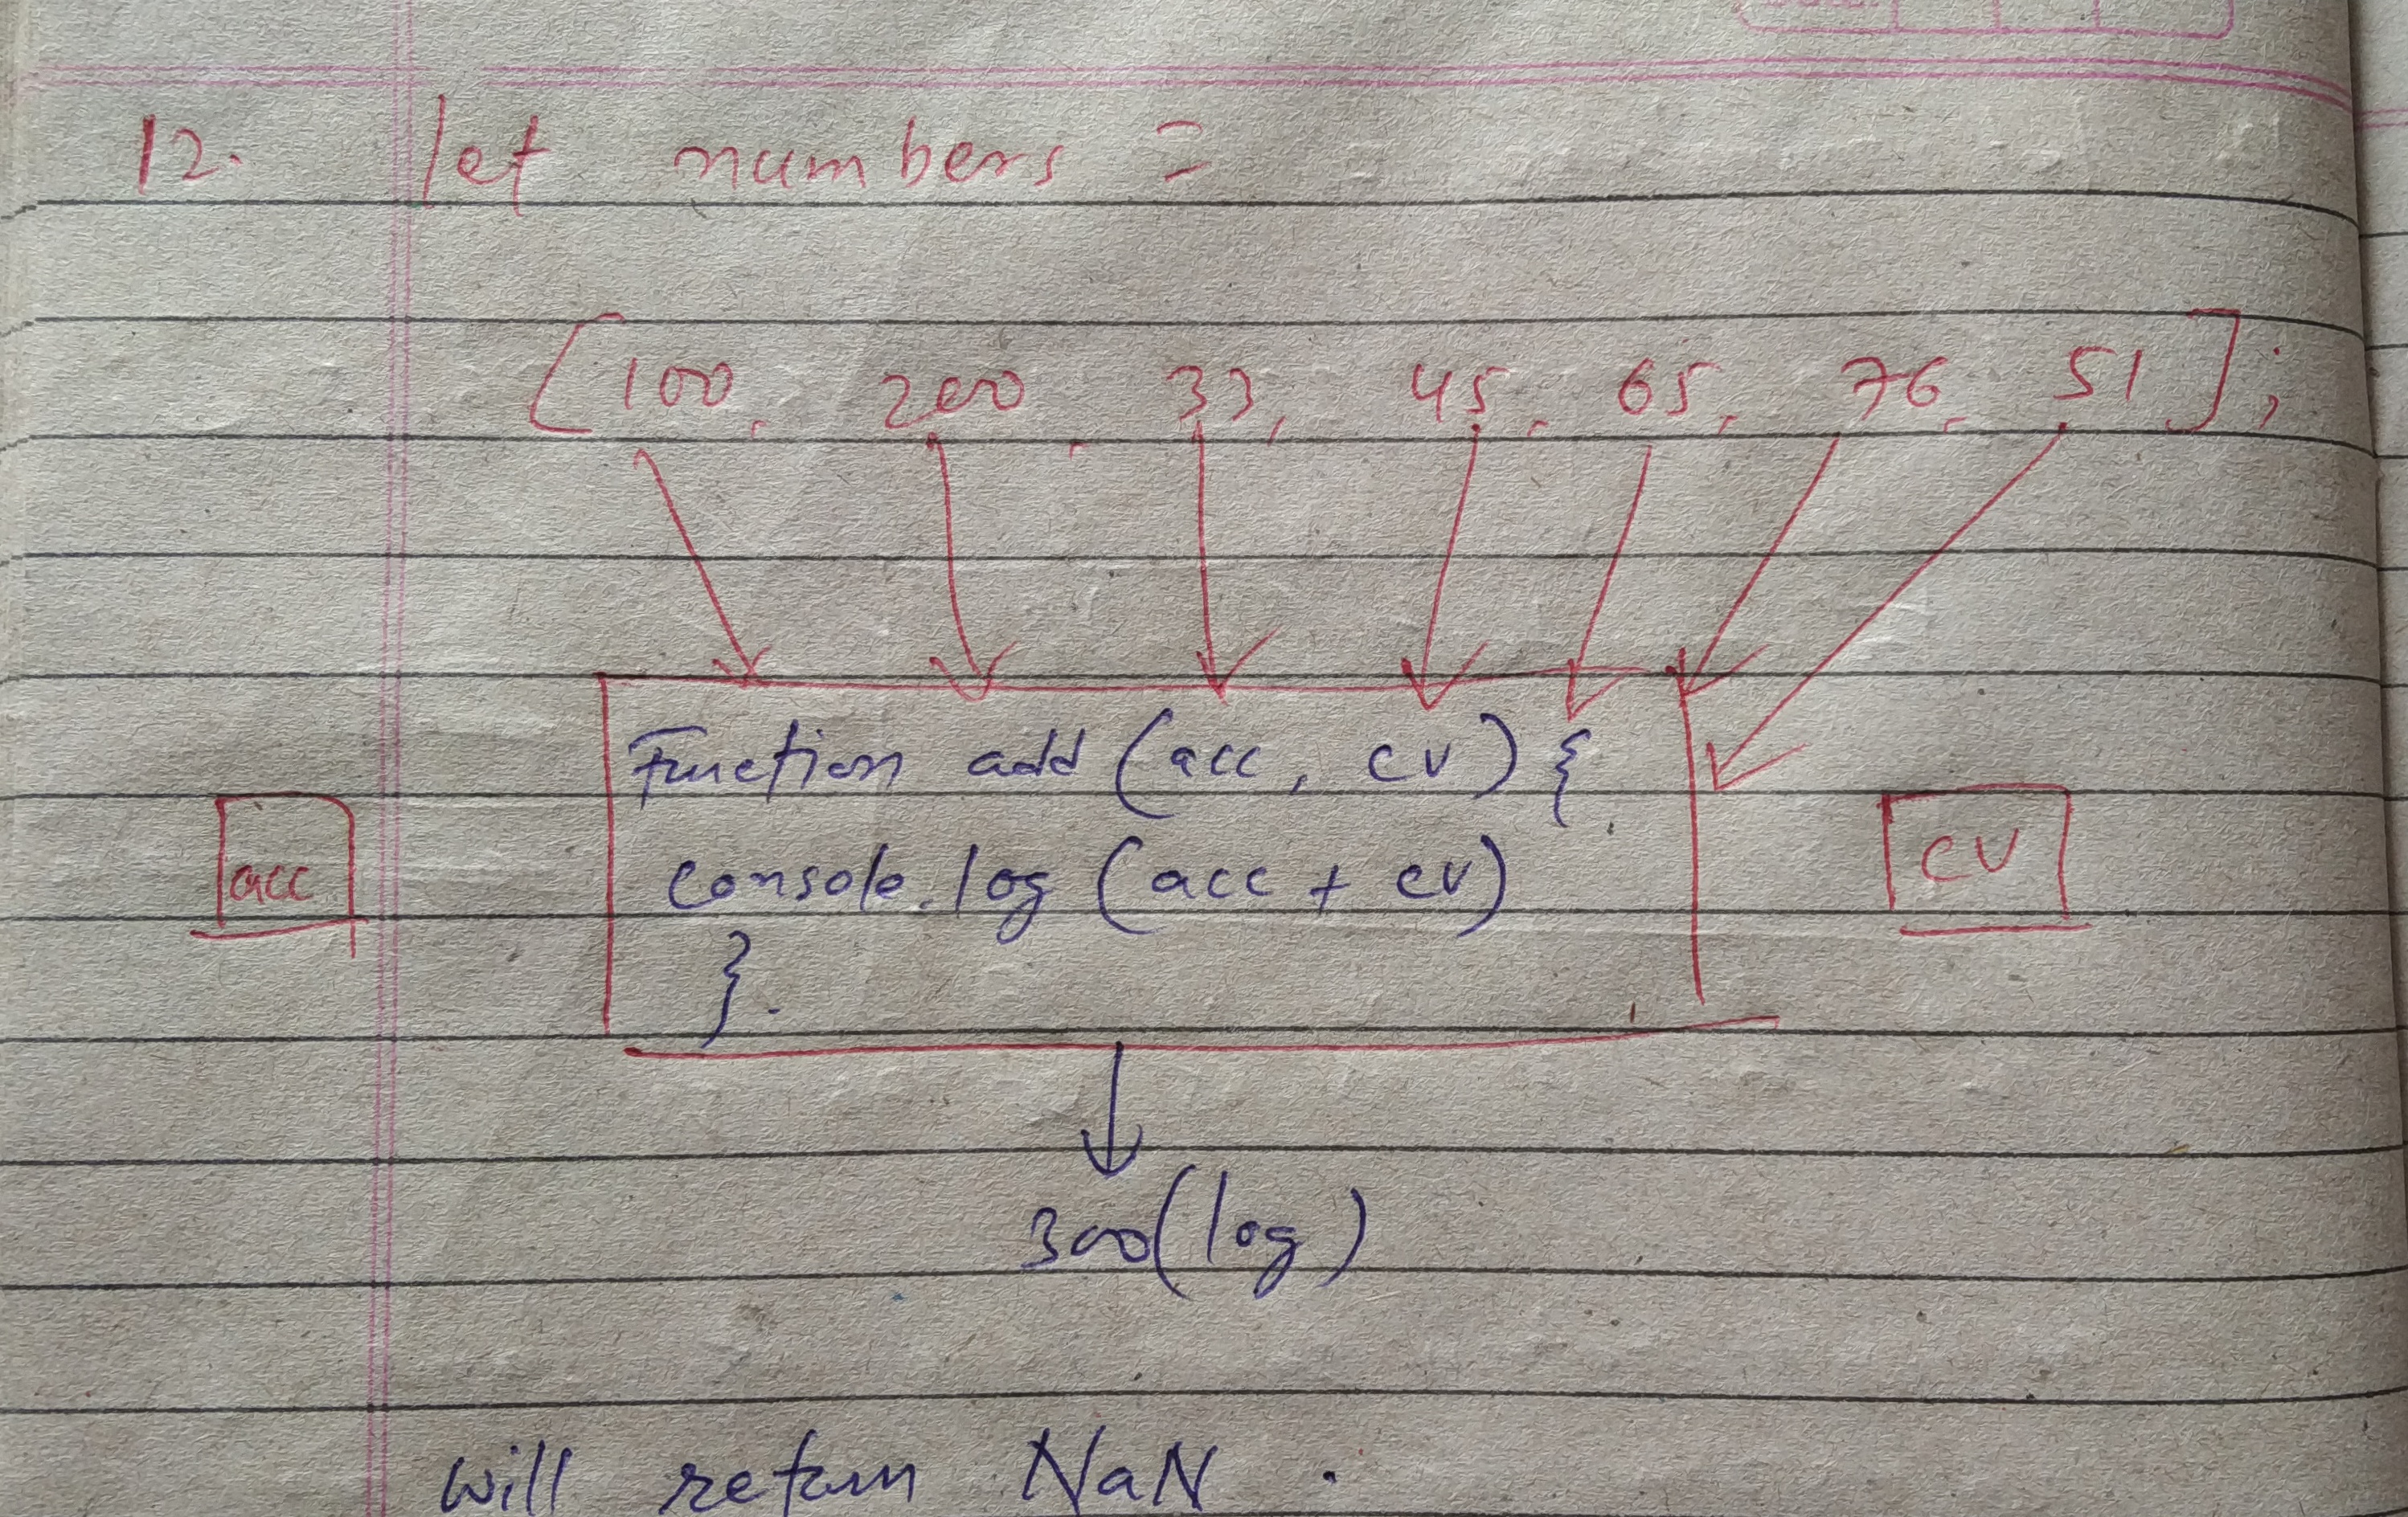 12. let numbers =
[100, 200, 33, 45, 65, 76, 51];
Function add (acc, cv) {
console.log (acc + cv)
}.
acc
cv
300(log)
will return NaN .